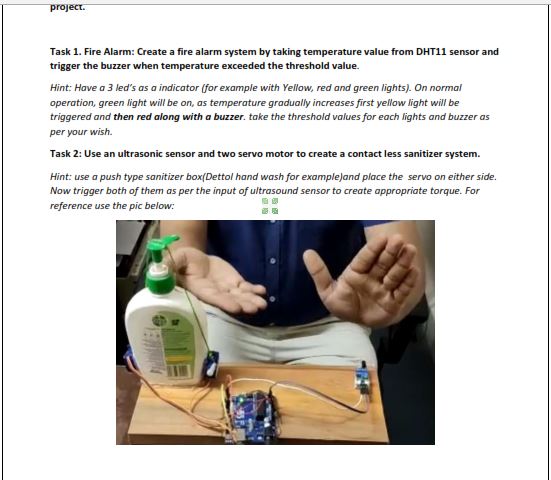 project.
Task 1. Fire Alarm: Create a fire alarm system by taking temperature value from DHT11 sensor and
trigger the buzzer when temperature exceeded the threshold value.
Hint: Have a 3 led's as a indicator (for example with Yellow, red and green lights). On normal
operation, green light will be on, as temperature gradually increases first yellow light will be
triggered and then red along with a buzzer. take the threshold values for each lights and buzzer as
per your wish.
Task 2: Use an ultrasonic sensor and two servo motor to create a contact less sanitizer system.
Hint: use a push type sanitizer box(Dettol hand wash for example)and place the servo on either side.
Now trigger both of them as per the input of ultrasound sensor to create appropriate torque. For
reference use the pic below: